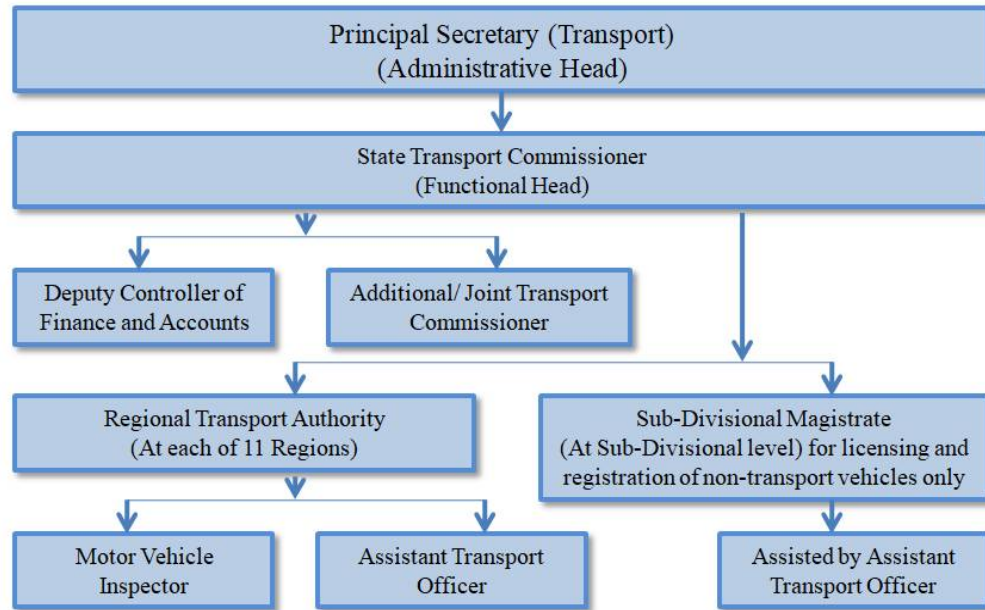 Principal Secretary (Transport)
(Administrative Head)
State Transport Commissioner
(Functional Head)
Deputy Controller of
Finance and Accounts
Additional/ Joint Transport
Commissioner
Regional Transport Authority
(At each of 11 Regions)
Sub-Divisional Magistrate
(At Sub-Divisional level) for licensing and
registration of non-transport vehicles only
Motor Vehicle
Inspector
Assistant Transport
Officer
Assisted by Assistant
Transport Officer